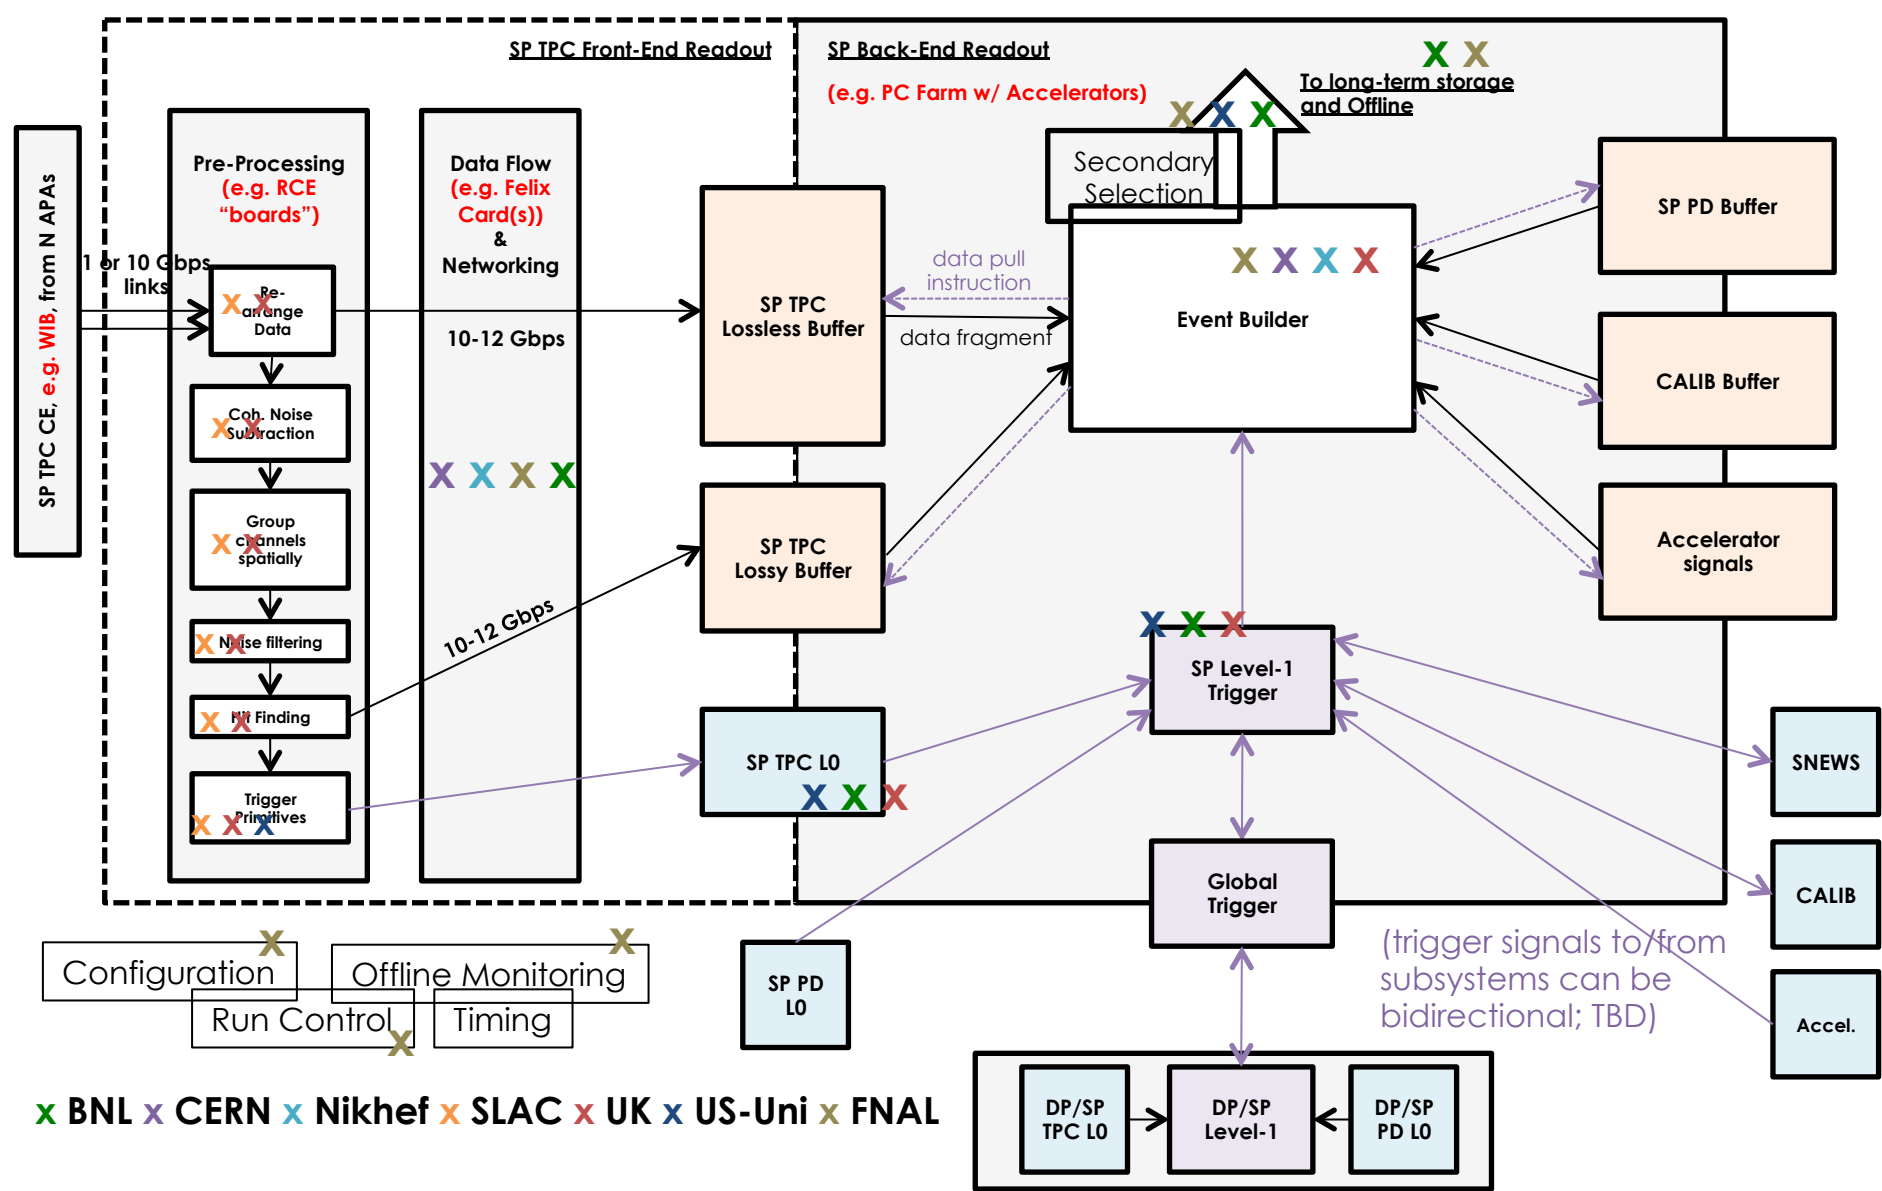 SP TPC Front-End Readout
SP Back-End Readout
(e.g. PC Farm w/ Accelerators)
X X
To long-term storage
and Offline
X X X
SP TPC CE, e.g. WIB, from N APAs
1 or 10 Gbps
links
Pre-Processing
(e.g. RCE
“boards”)
Re-
arrange
Data
X X
Coh. Noise
Subtraction
X X
Group
channels
spatially
X X
Noise filtering
X X
Hit Finding
X X
Trigger
Primitives
X X X
Data Flow
(e.g. Felix
Card(s))
&
Networking
10-12 Gbps
X X X X
10-12 Gbps
SP TPC
Lossless Buffer
SP TPC
Lossy Buffer
SP TPC L0
X X X
data pull
instruction
data fragment
Secondary
Selection
X X X X
Event Builder
SP PD Buffer
CALIB Buffer
Accelerator
signals
X X X
SP Level-1
Trigger
Global
Trigger
SNEWS
CALIB
Accel.
(trigger signals to/from
subsystems can be
bidirectional; TBD)
SP PD
L0
Configuration
X
Offline Monitoring
X
Run Control
X
Timing
DP/SP
TPC L0
DP/SP
Level-1
DP/SP
PD L0
x BNL x CERN x Nikhef x SLAC x UK x US-Uni x FNAL